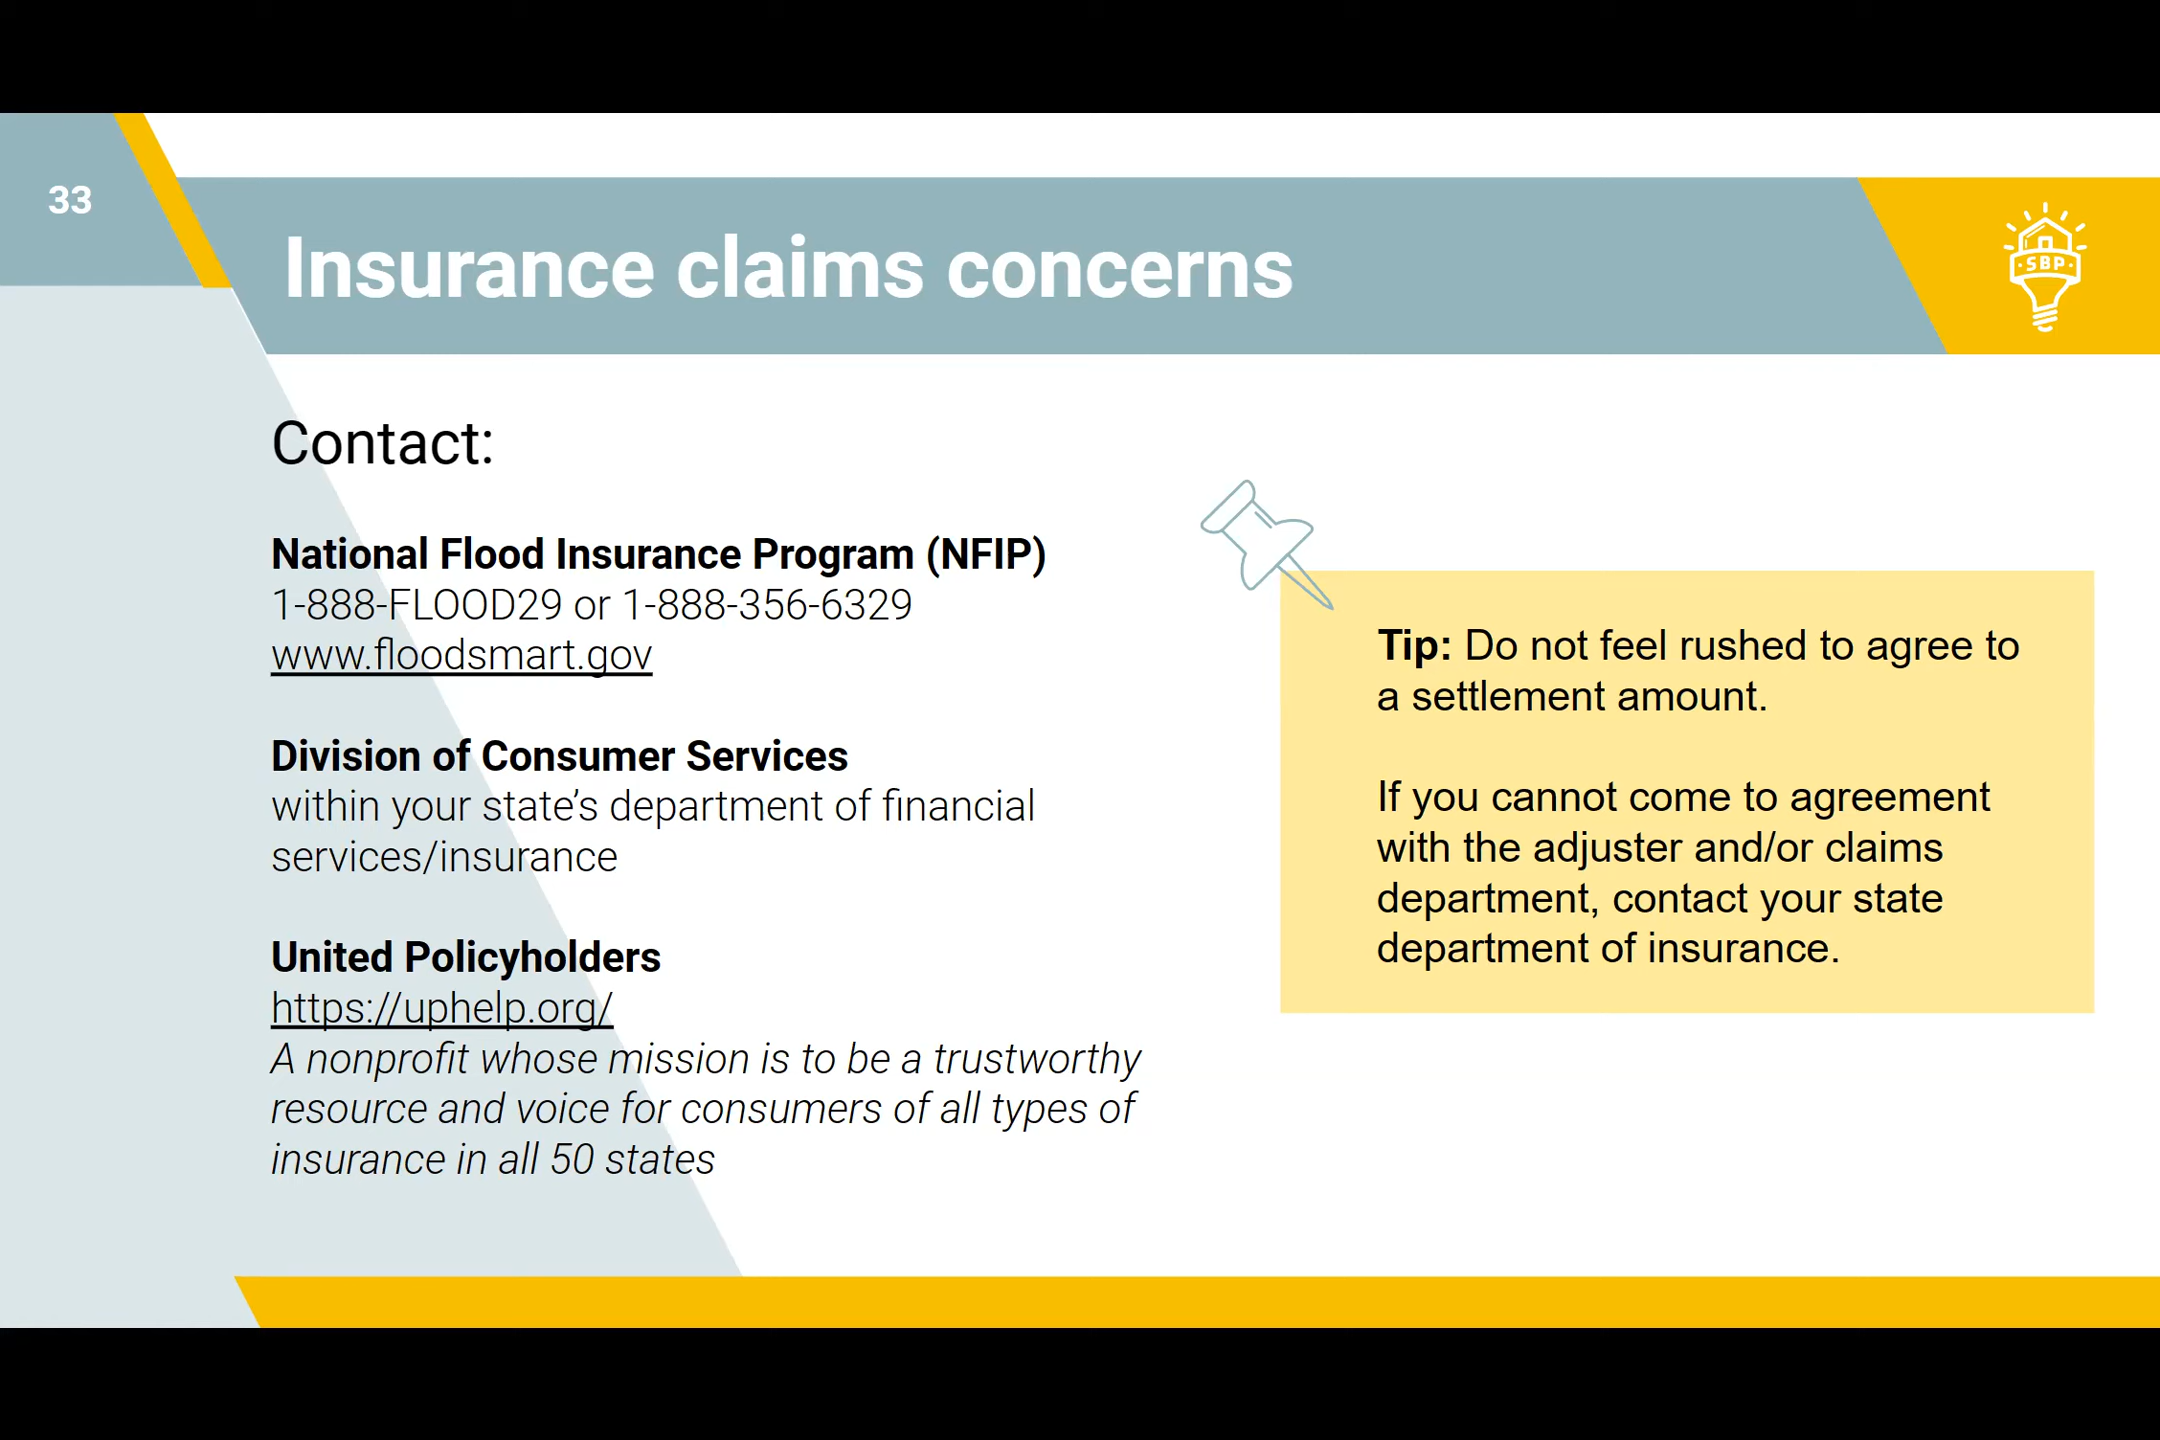 33
Insurance claims concerns
SBP
Contact:
National Flood Insurance Program (NFIP)
1-888-FLOOD29 or 1-888-356-6329
www.floodsmart.gov
Division of Consumer Services
within your state’s department of financial
services/insurance
United Policyholders
https://uphelp.org/
A nonprofit whose mission is to be a trustworthy
resource and voice for consumers of all types of
insurance in all 50 states
Tip: Do not feel rushed to agree to
a settlement amount.
If you cannot come to agreement
with the adjuster and/or claims
department, contact your state
department of insurance.